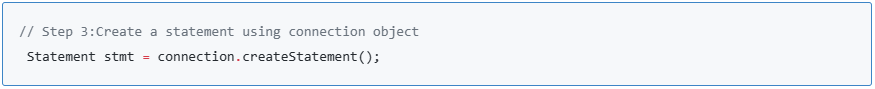 // Step 3:Create a statement using connection object
Statement stmt = connection.createStatement();